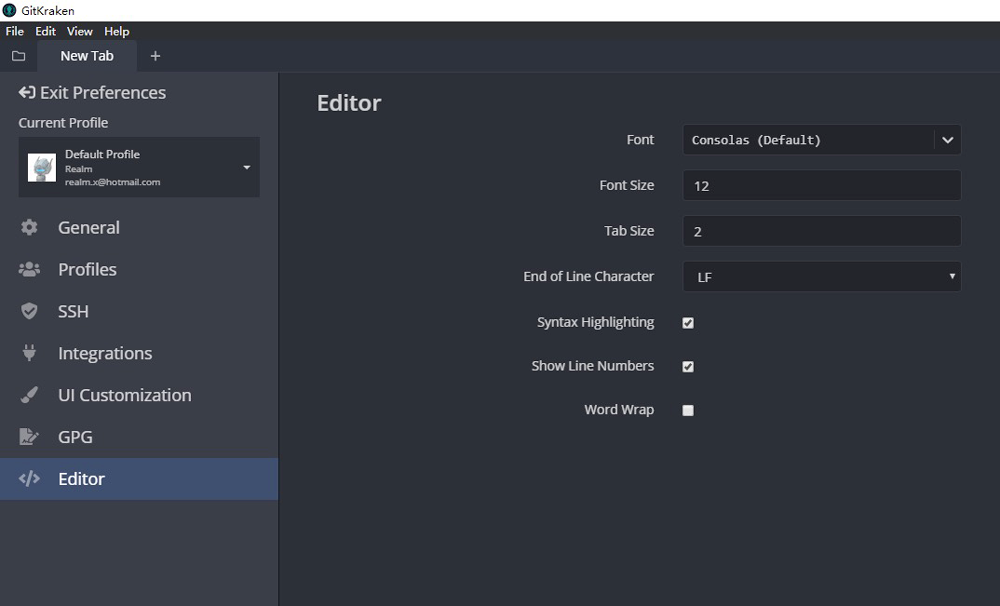 GitKraken
File Edit View Help
New Tab +
Exit Preferences
Current Profile
Default Profile
Realm
realm.x@hotmail.com
General
Profiles
SSH
Integrations
UI Customization
GPG
Editor
Editor
Font Consolas (Default)
Font Size 12
Tab Size 2
End of Line Character LF
Syntax Highlighting
Show Line Numbers
Word Wrap